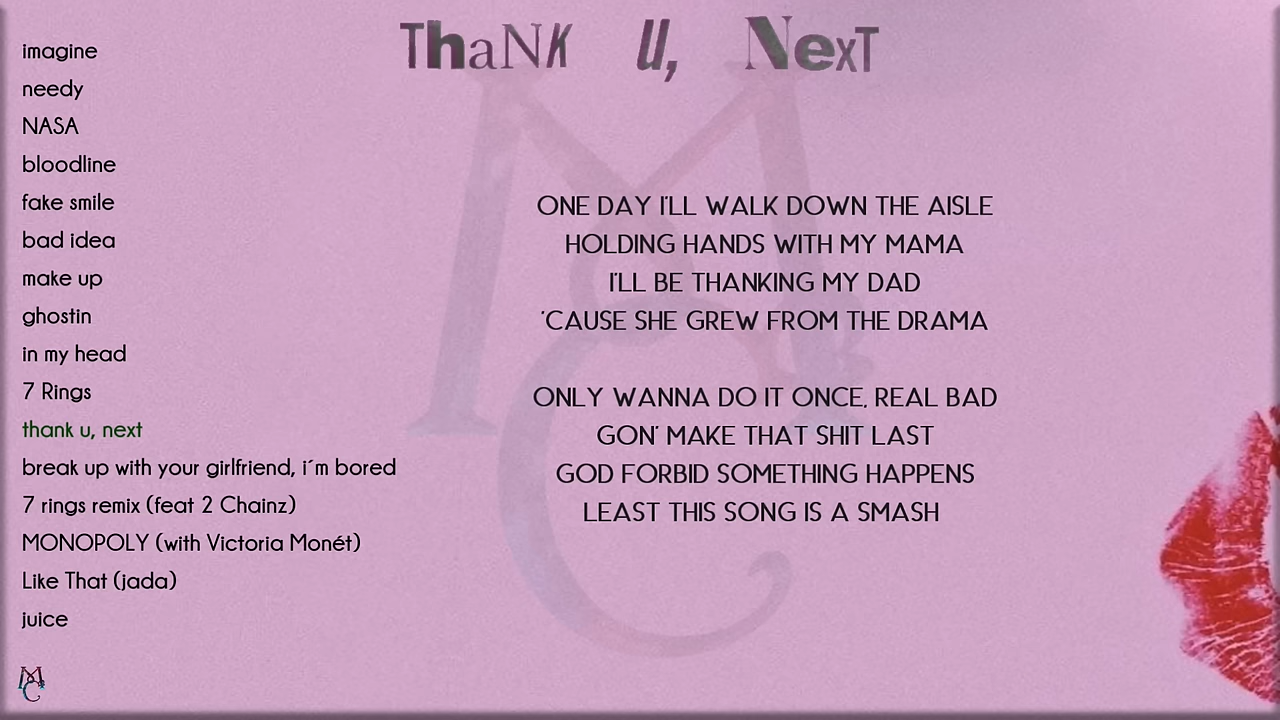 ThaNK U, NexT
imagine
needy
NASA
bloodline
fake smile
bad idea
make up
ghostin
in my head
7 Rings
thank u, next
break up with your girlfriend, i´m bored
7 rings remix (feat 2 Chainz)
MONOPOLY (with Victoria Monét)
Like That (jada)
juice
ONE DAY I'LL WALK DOWN THE AISLE
HOLDING HANDS WITH MY MAMA
I'LL BE THANKING MY DAD
'CAUSE SHE GREW FROM THE DRAMA
ONLY WANNA DO IT ONCE, REAL BAD
GON' MAKE THAT SHIT LAST
GOD FORBID SOMETHING HAPPENS
LEAST THIS SONG IS A SMASH